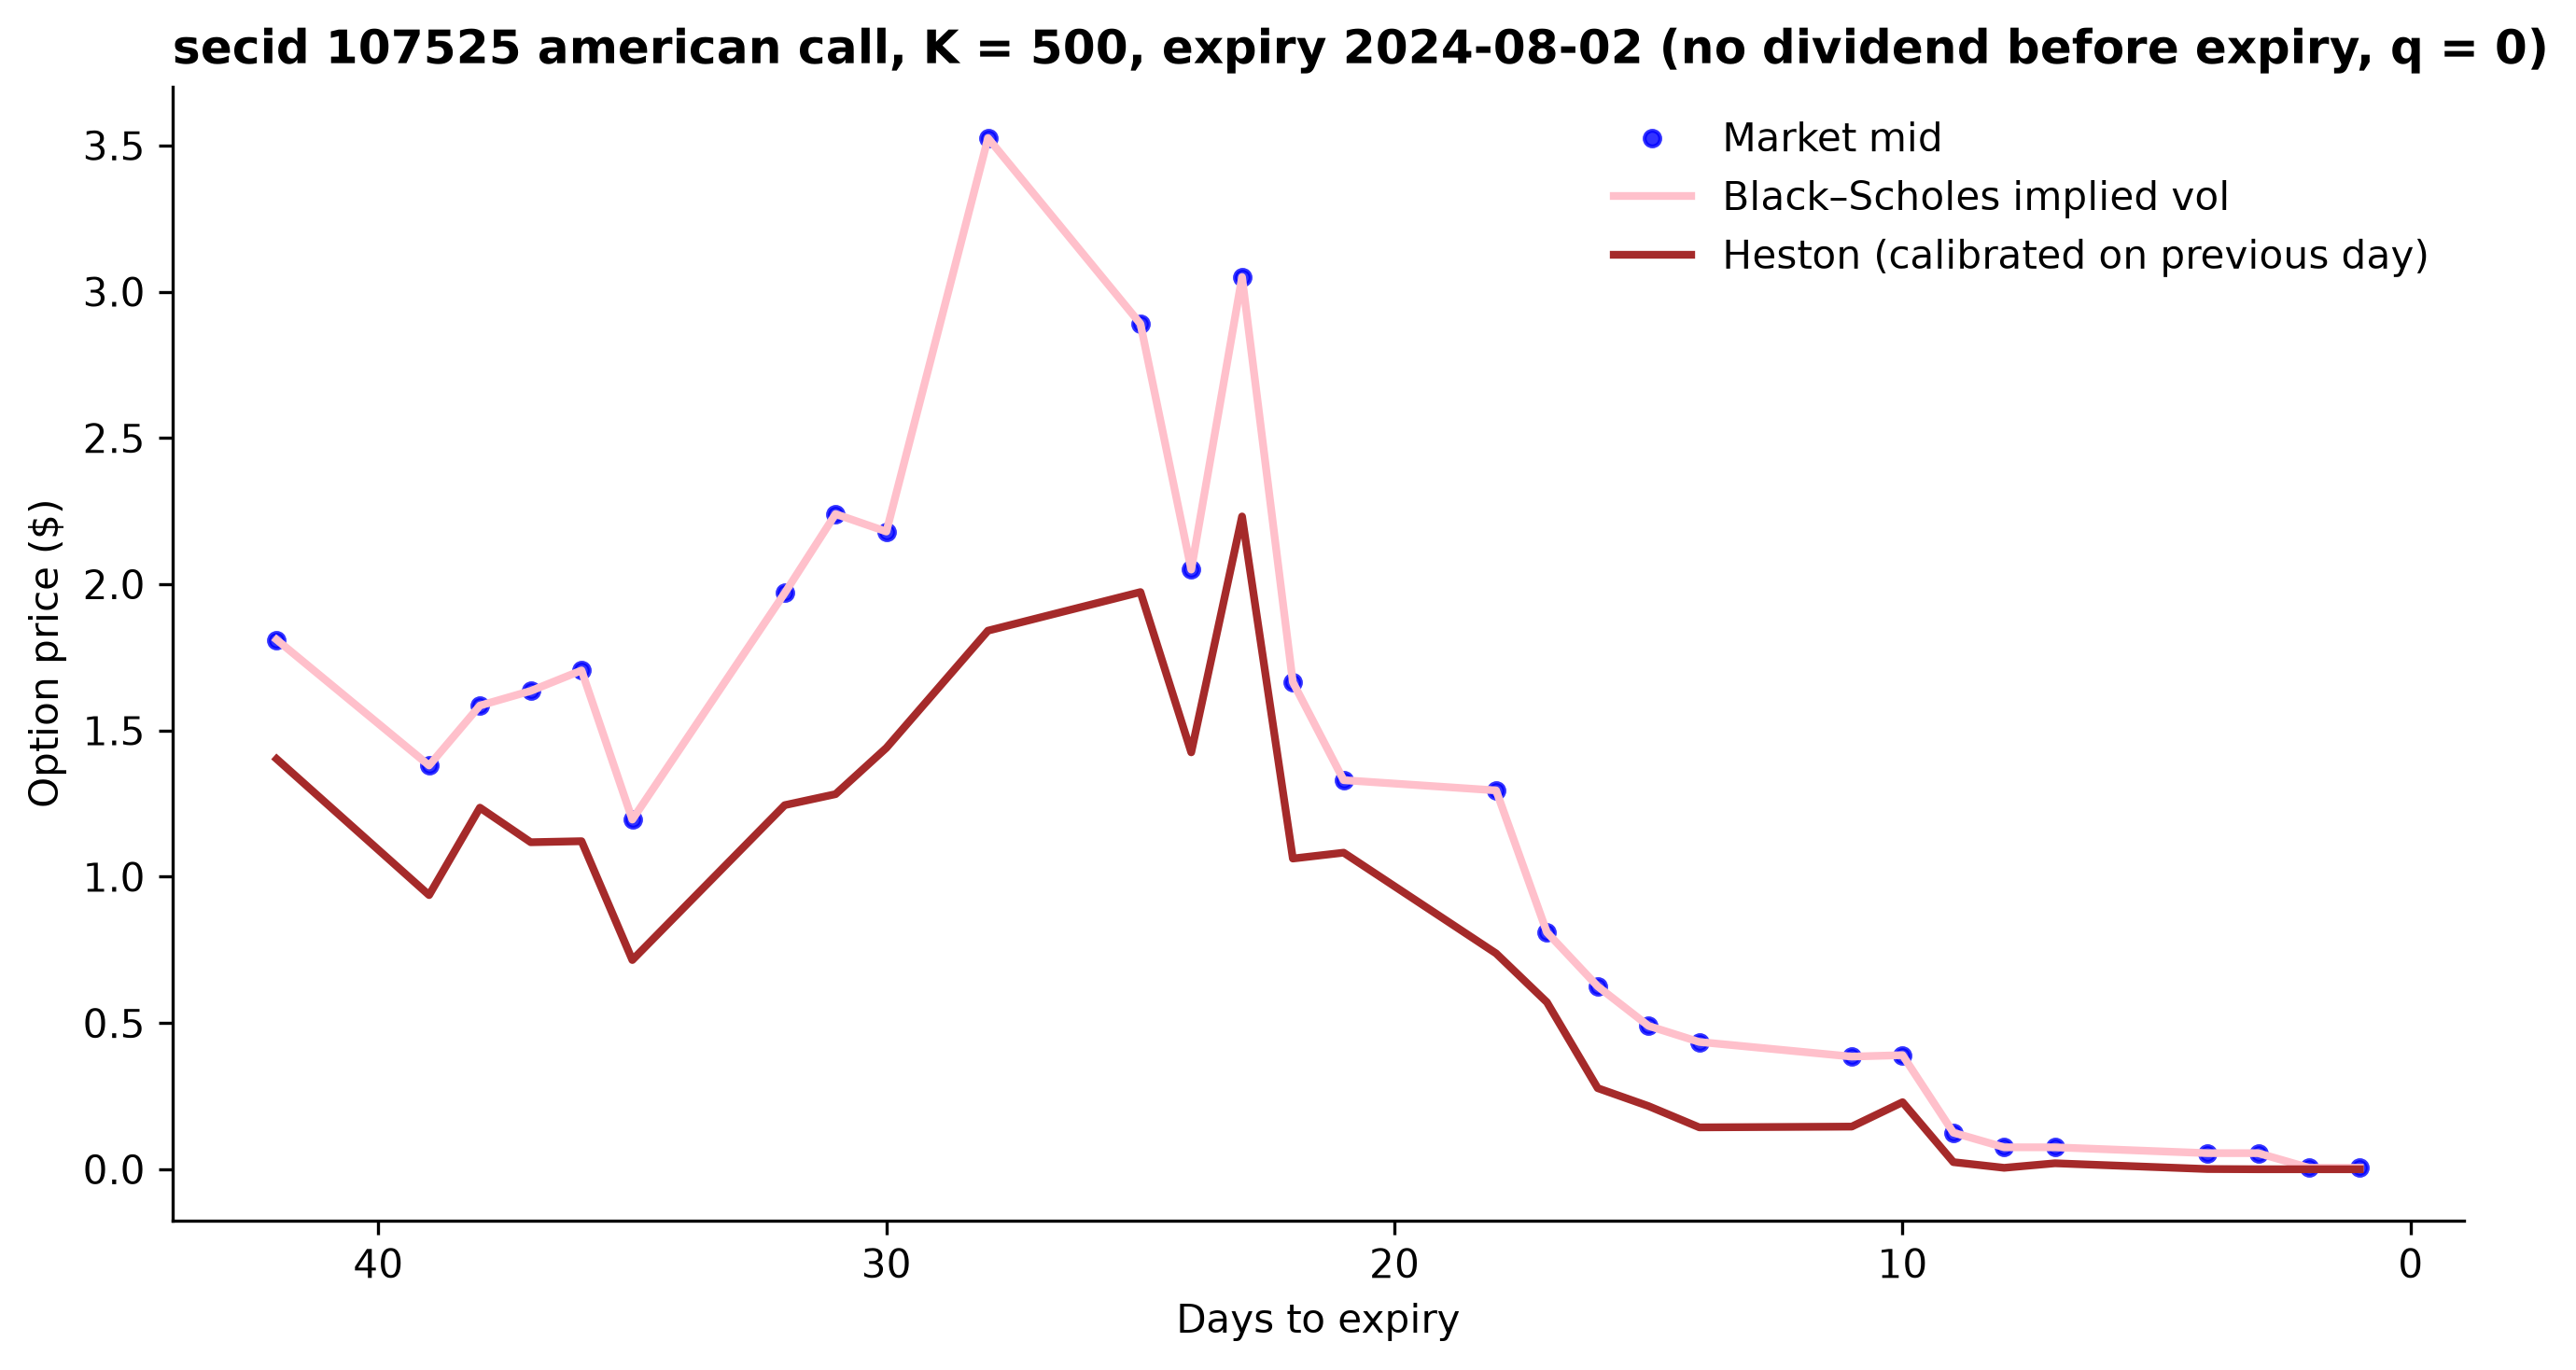 secid 107525 american call, K = 500, expiry 2024-08-02 (no dividend before expiry, q = 0)
Market mid
Black–Scholes implied vol
Heston (calibrated on previous day)
Option price ($)
3.5
3.0
2.5
2.0
1.5
1.0
0.5
0.0
40
30
20
10
0
Days to expiry